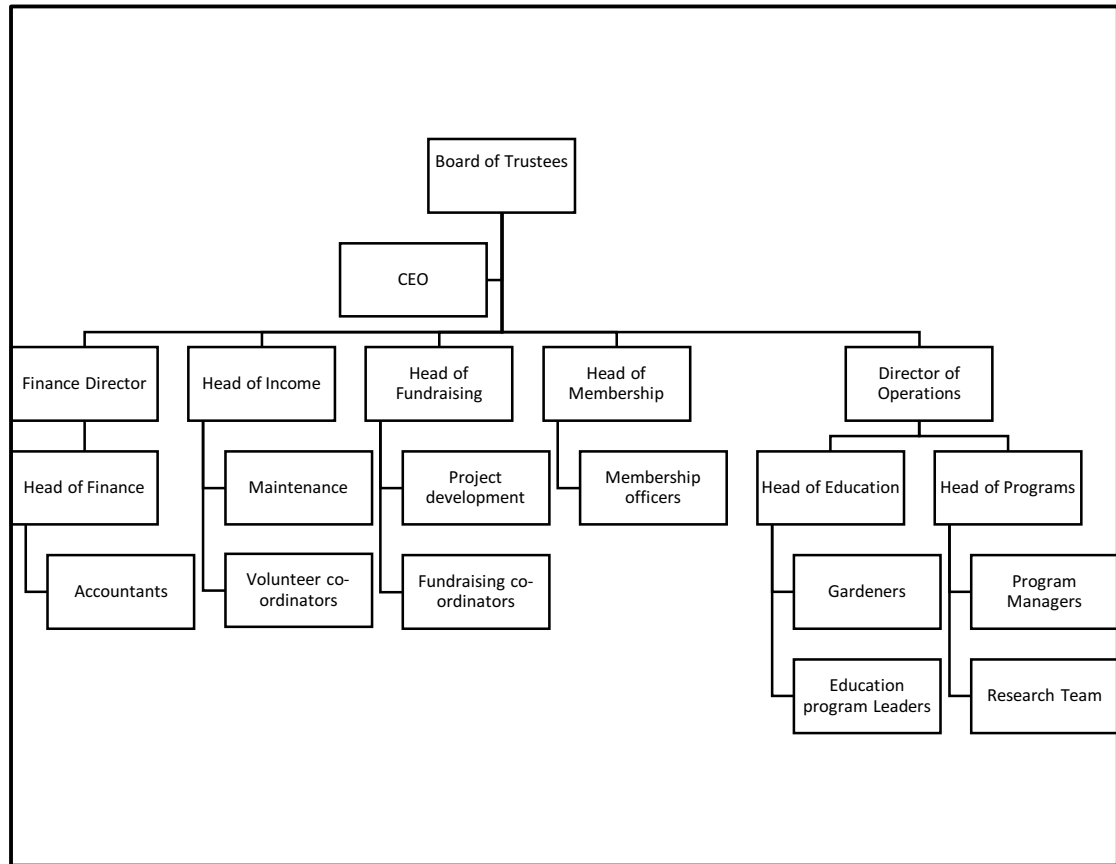 Board of Trustees
CEO
Finance Director
Head of Income
Head of
Fundraising
Head of
Membership
Director of
Operations
Head of Finance
Maintenance
Project
development
Membership
officers
Head of Education
Head of Programs
Accountants
Volunteer co-
ordinators
Fundraising co-
ordinators
Gardeners
Program
Managers
Education
program Leaders
Research Team